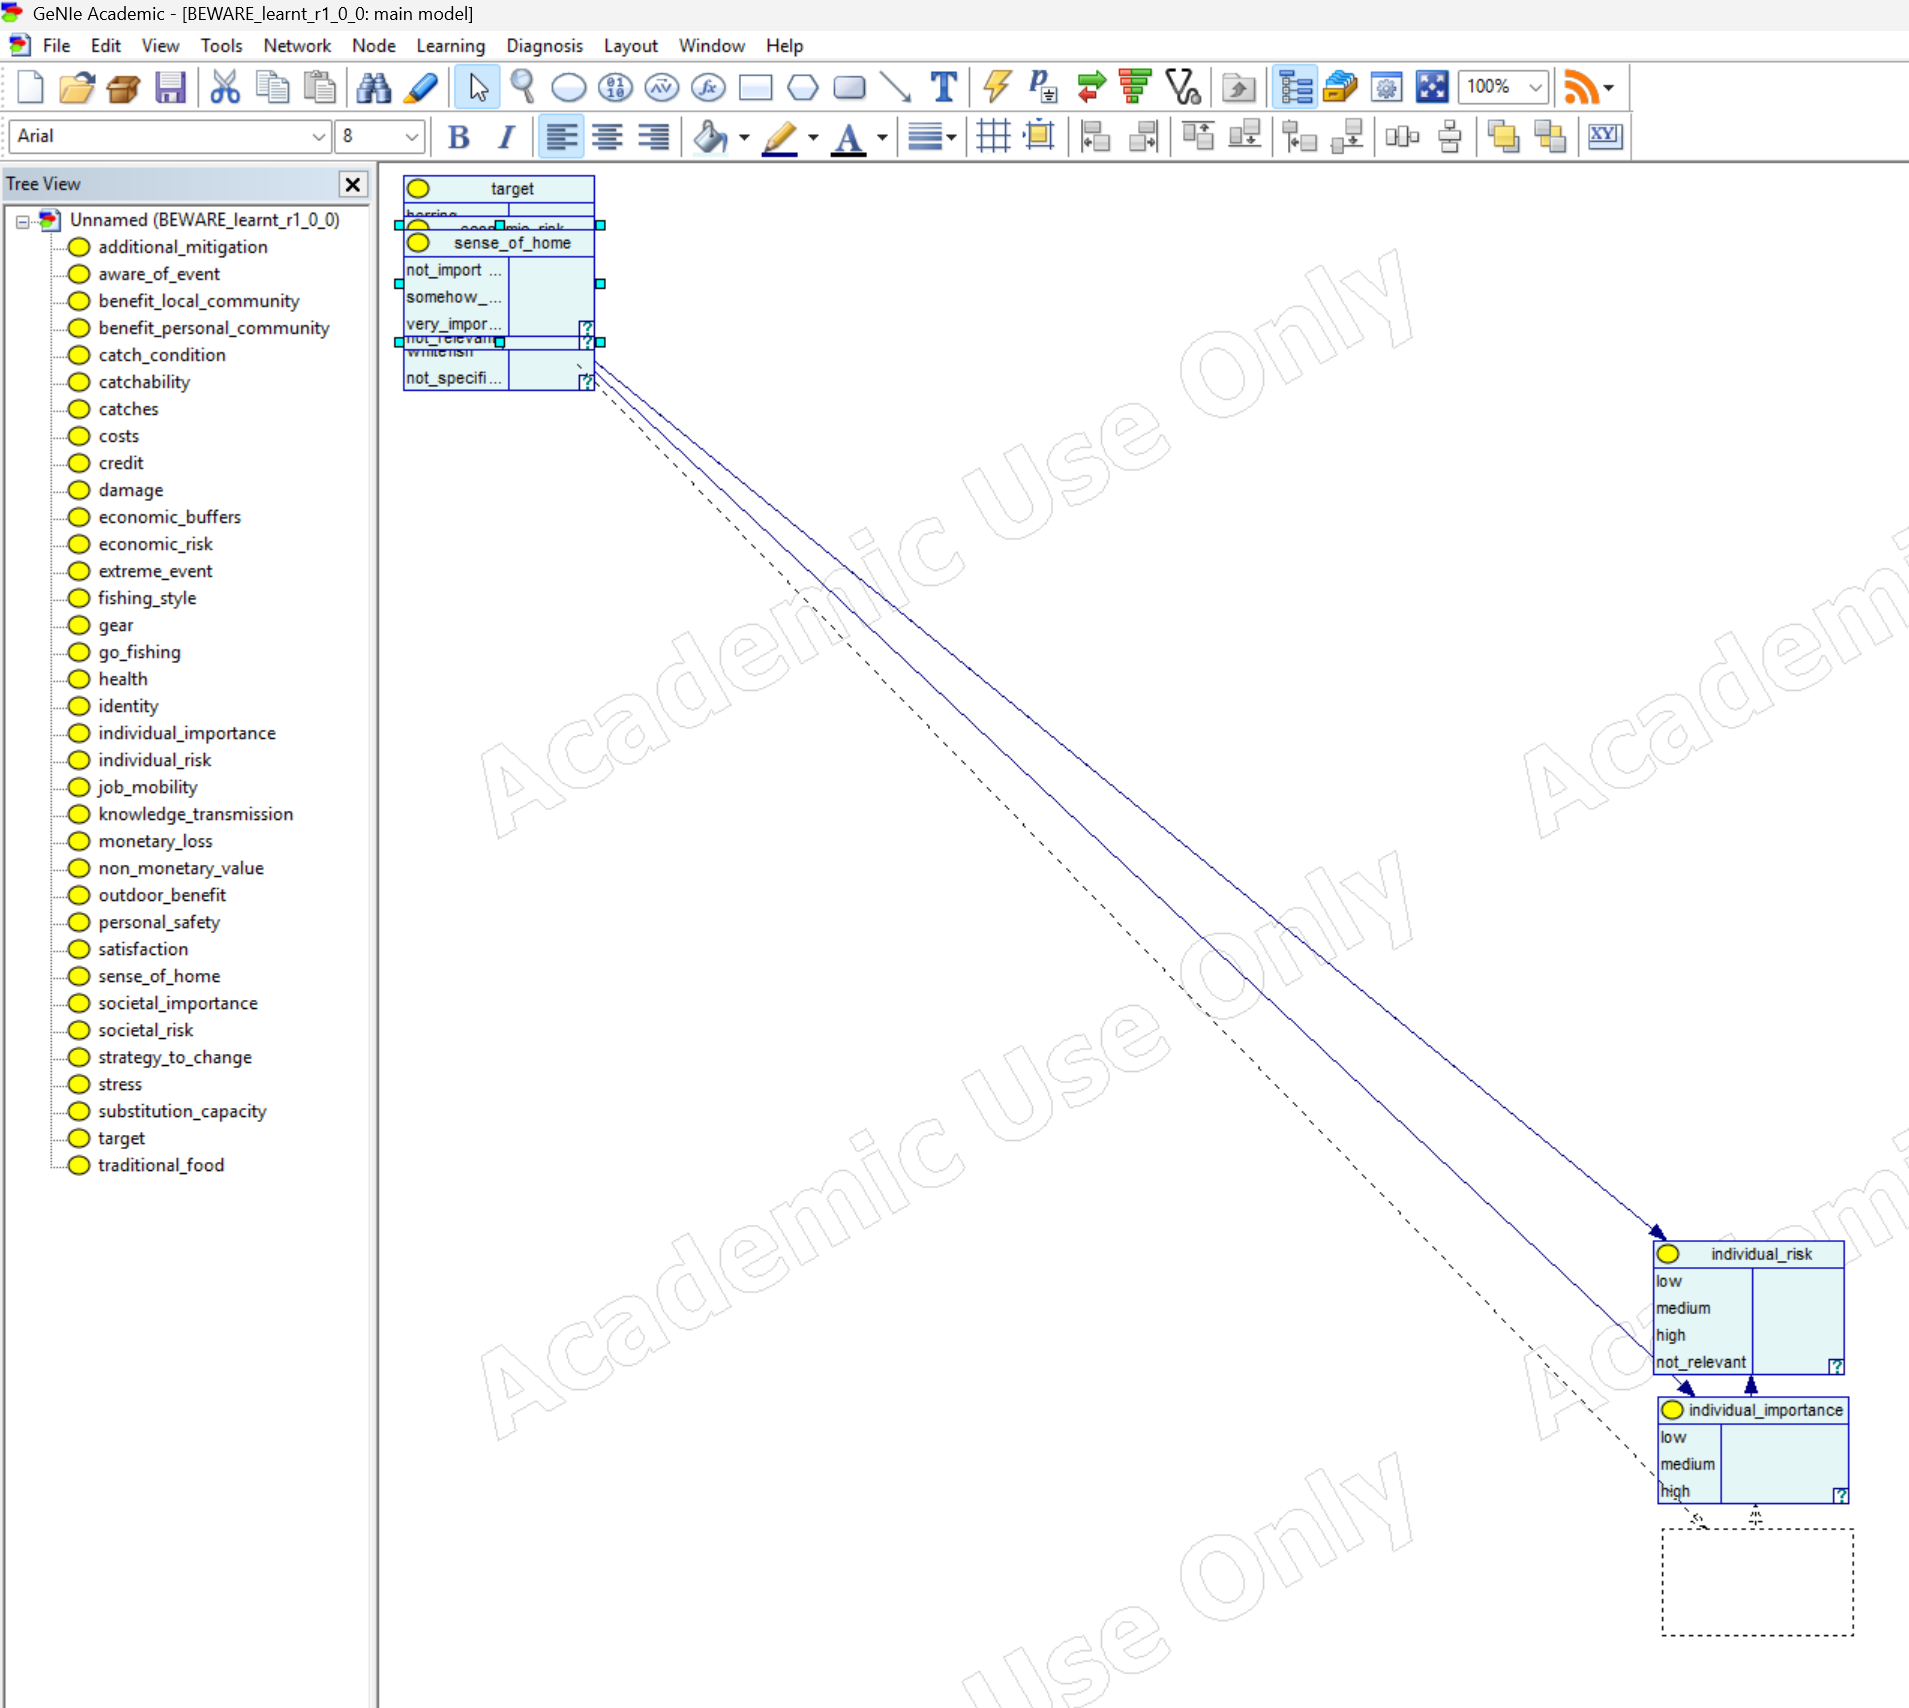 GeNIe Academic - [BEWARE_learnt_r1_0_0: main model]
File Edit View Tools Network Node Learning Diagnosis Layout Window Help
100%
Arial 8 B I A
Tree View
Unnamed (BEWARE_learnt_r1_0_0)
additional_mitigation
aware_of_event
benefit_local_community
benefit_personal_community
catch_condition
catchability
catches
costs
credit
damage
economic_buffers
economic_risk
extreme_event
fishing_style
gear
go_fishing
health
identity
individual_importance
individual_risk
job_mobility
knowledge_transmission
monetary_loss
non_monetary_value
outdoor_benefit
personal_safety
satisfaction
sense_of_home
societal_importance
societal_risk
strategy_to_change
stress
substitution_capacity
target
traditional_food
target
herring
economic_risk
sense_of_home
not_import ...
somehow_...
very_impor...
not_relevant
whitefish
not_specifi...
individual_risk
low
medium
high
not_relevant
individual_importance
low
medium
high
Academic Use Only
Academic Use Only
Use Only